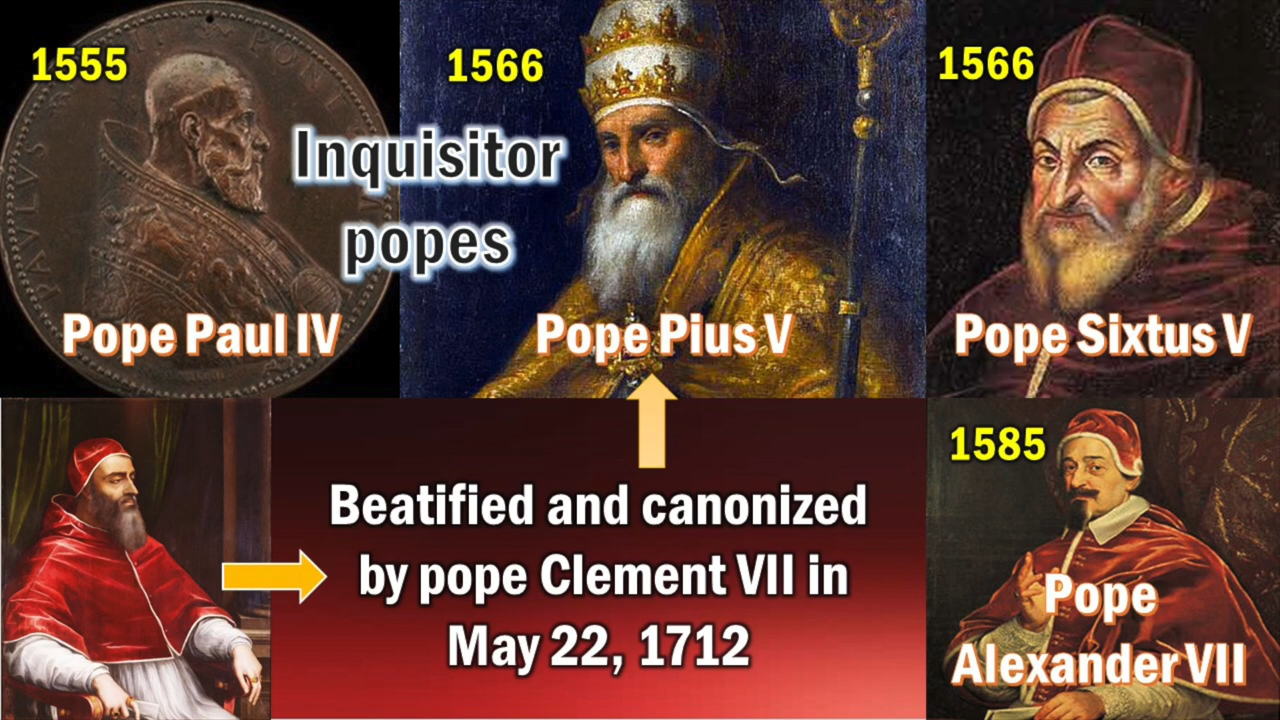 1555
1566
1566
Inquisitor
popes
PAVLVS
Pope Paul IV
Pope Pius V
Pope Sixtus V
1585
Beatified and canonized
by pope Clement VII in
May 22, 1712
Pope
Alexander VII